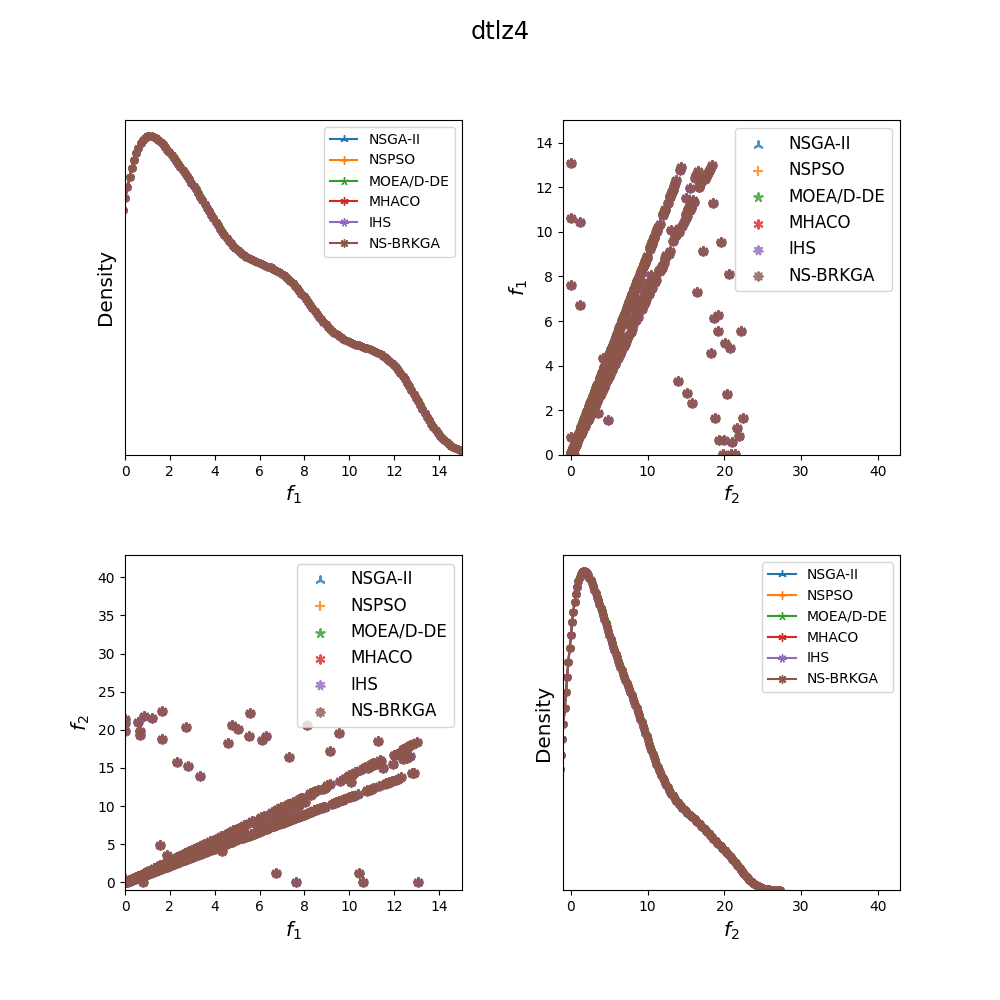 dtlz4
Density
NSGA-II
NSPSO
MOEA/D-DE
MHACO
IHS
NS-BRKGA
0 2 4 6 8 10 12 14
f1
f1
14
12
10
8
6
4
2
0
NSGA-II
NSPSO
MOEA/D-DE
MHACO
IHS
NS-BRKGA
0 10 20 30 40
f2
f2
40
35
30
25
20
15
10
5
0
NSGA-II
NSPSO
MOEA/D-DE
MHACO
IHS
NS-BRKGA
0 2 4 6 8 10 12 14
f1
Density
NSGA-II
NSPSO
MOEA/D-DE
MHACO
IHS
NS-BRKGA
0 10 20 30 40
f2